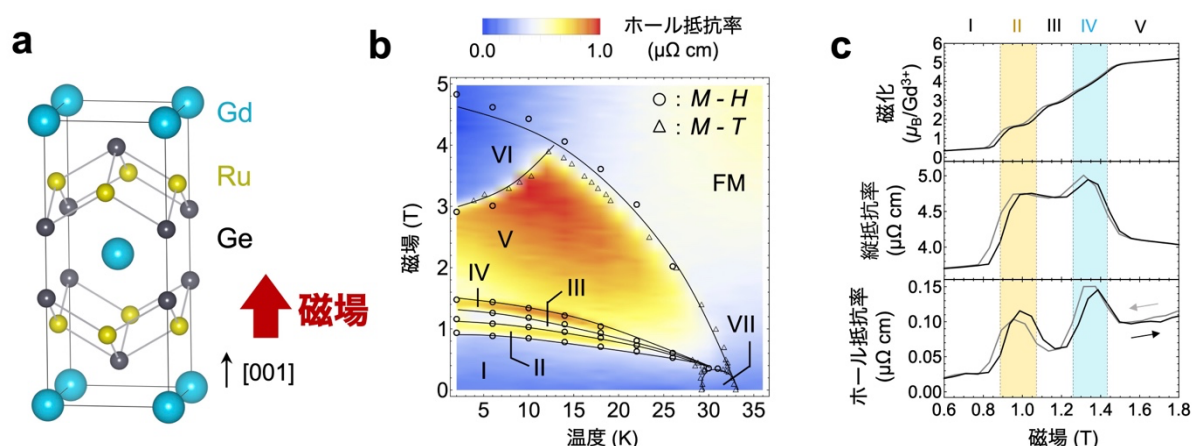 a
Gd
Ru
Ge
磁場
[001]
b
ホール抵抗率
(μΩ cm)
0.0
1.0
磁場 (T)
5
4
3
2
1
0
○ : M - H
△ : M - T
VI
FM
V
IV
III
VII
I
II
5 10 15 20 25 30 35
温度 (K)
c
I II III IV V
磁化
(μB/Gd3+)
6
5
4
3
2
1
0
縦抵抗率
(μΩ cm)
5.0
4.5
4.0
ホール抵抗率
(μΩ cm)
0.15
0.10
0.05
0.00
0.6 0.8 1.0 1.2 1.4 1.6 1.8
磁場 (T)